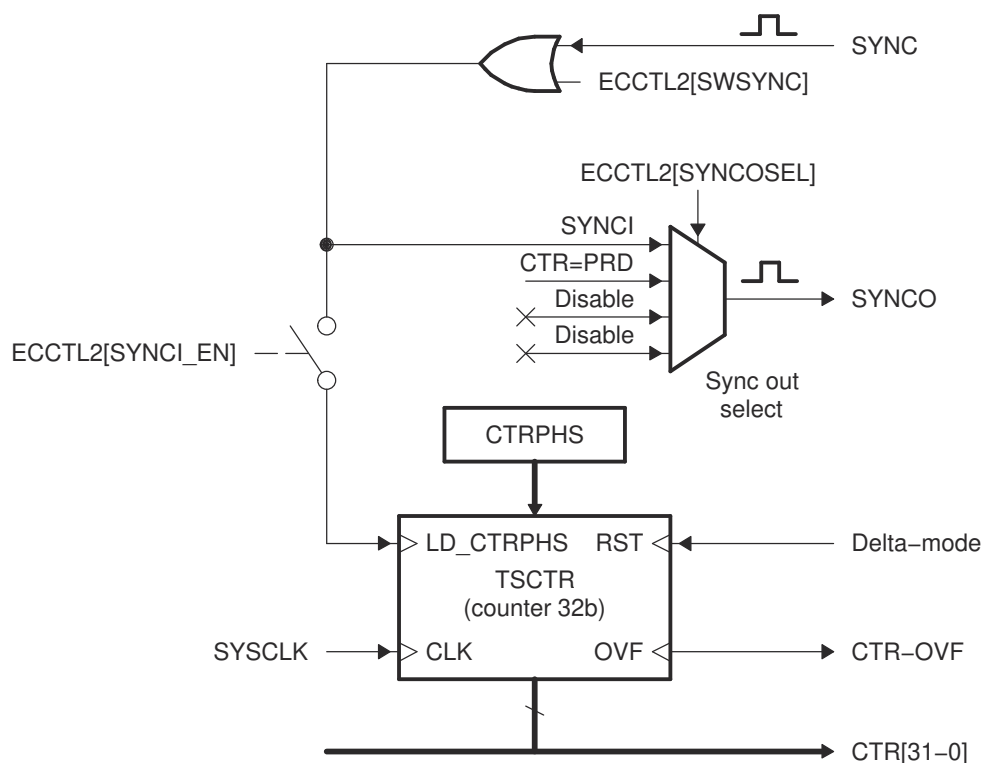 SYNC
ECCTL2[SWSYNC]
ECCTL2[SYNCOSEL]
SYNCI
CTR=PRD
Disable
Disable
SYNCO
ECCTL2[SYNCI_EN]
Sync out
select
CTRPHS
LD_CTRPHS RST
Delta−mode
TSCTR
(counter 32b)
SYSCLK
CLK OVF
CTR−OVF
CTR[31−0]